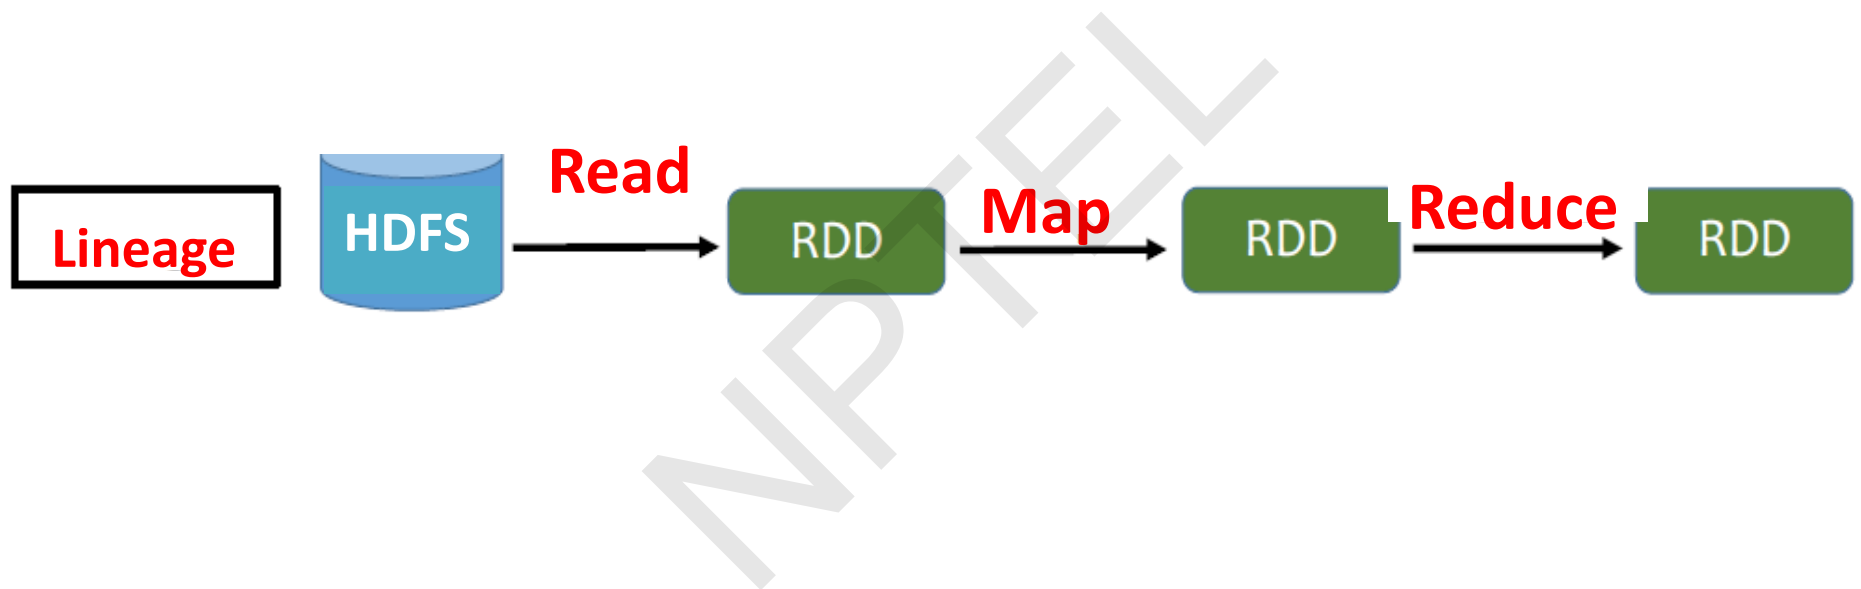 Lineage
HDFS
Read
RDD
Map
RDD
Reduce
RDD
NPTEL